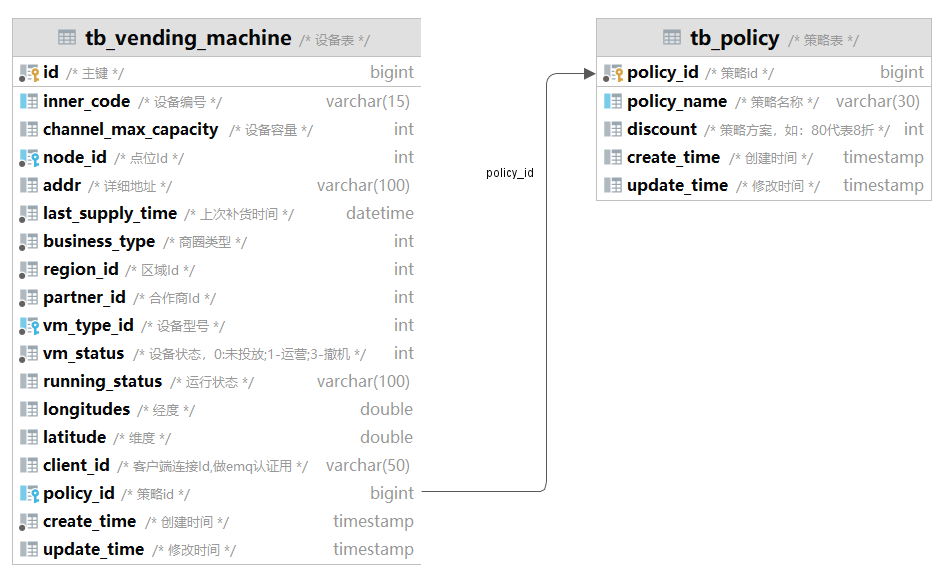 tb_vending_machine /* 设备表 */
id /* 主键 */ bigint
inner_code /* 设备编号 */ varchar(15)
channel_max_capacity /* 设备容量 */ int
node_id /* 点位Id */ int
addr /* 详细地址 */ varchar(100)
last_supply_time /* 上次补货时间 */ datetime
business_type /* 商圈类型 */ int
region_id /* 区域Id */ int
partner_id /* 合作商Id */ int
vm_type_id /* 设备型号 */ int
vm_status /* 设备状态，0:未投放;1-运营;3-撤机 */ int
running_status /* 运行状态 */ varchar(100)
longitudes /* 经度 */ double
latitude /* 维度 */ double
client_id /* 客户端连接Id,做emq认证用 */ varchar(50)
policy_id /* 策略id */ bigint
create_time /* 创建时间 */ timestamp
update_time /* 修改时间 */ timestamp
policy_id
tb_policy /* 策略表 */
policy_id /* 策略id */ bigint
policy_name /* 策略名称 */ varchar(30)
discount /* 策略方案，如：80代表8折 */ int
create_time /* 创建时间 */ timestamp
update_time /* 修改时间 */ timestamp